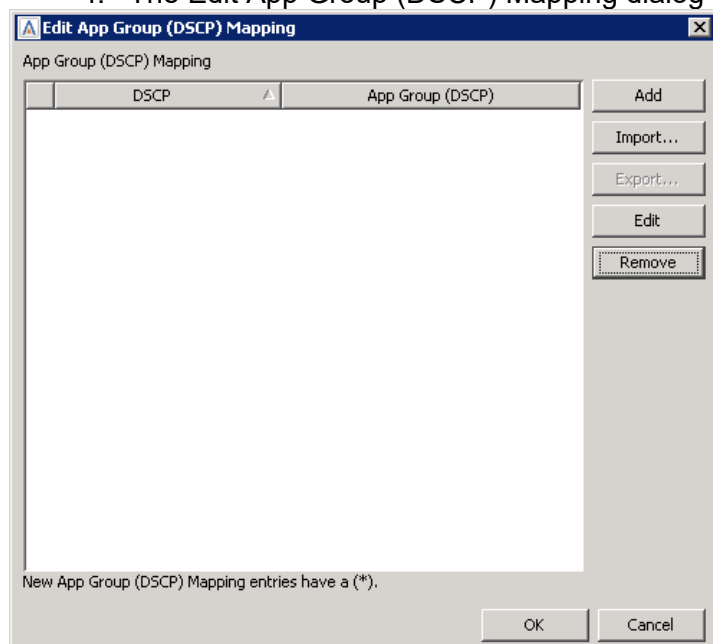 The Edit App Group (DSCP) Mapping dialog
Edit App Group (DSCP) Mapping
App Group (DSCP) Mapping
DSCP App Group (DSCP)
Add
Import...
Export...
Edit
Remove
New App Group (DSCP) Mapping entries have a (*).
OK Cancel